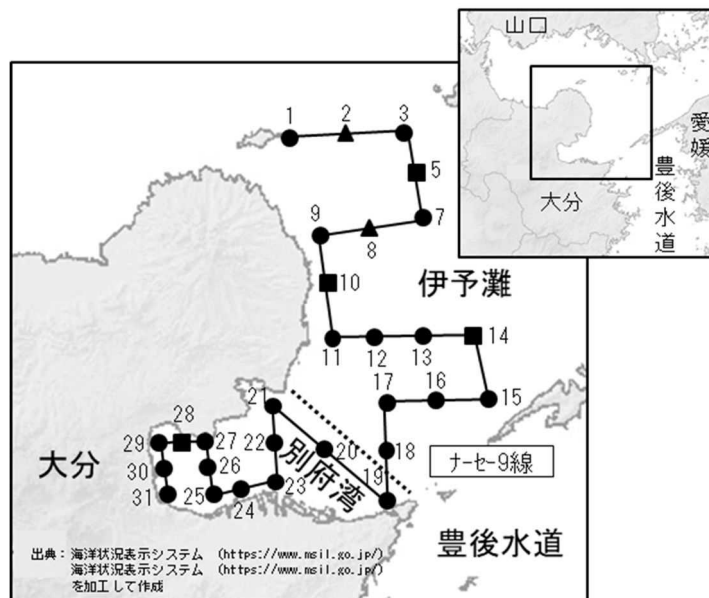 山口
愛媛
豊後水道
大分
1
2
3
5
7
8
9
10
伊予灘
11
12
13
14
15
16
17
18
19
20
21
22
23
24
25
26
27
28
29
30
31
大分
別府湾
ナーセー9線
豊後水道
出典：海洋状況表示システム （https://www.msil.go.jp/）
海洋状況表示システム （https://www.msil.go.jp/）
を加工して作成